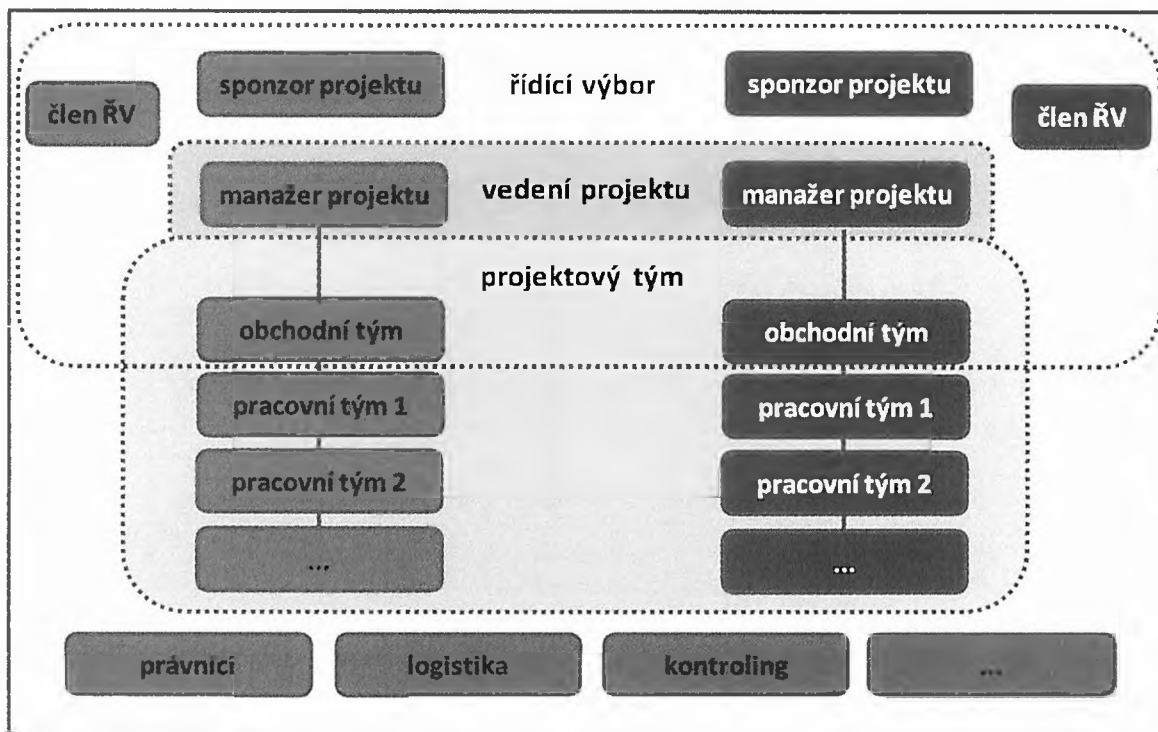 sponzor projektu
řídící výbor
sponzor projektu
člen ŘV
člen ŘV
manažer projektu
vedení projektu
manažer projektu
projektový tým
obchodní tým
obchodní tým
pracovní tým 1
pracovní tým 1
pracovní tým 2
pracovní tým 2
...
...
právníci
logistika
kontroling
...